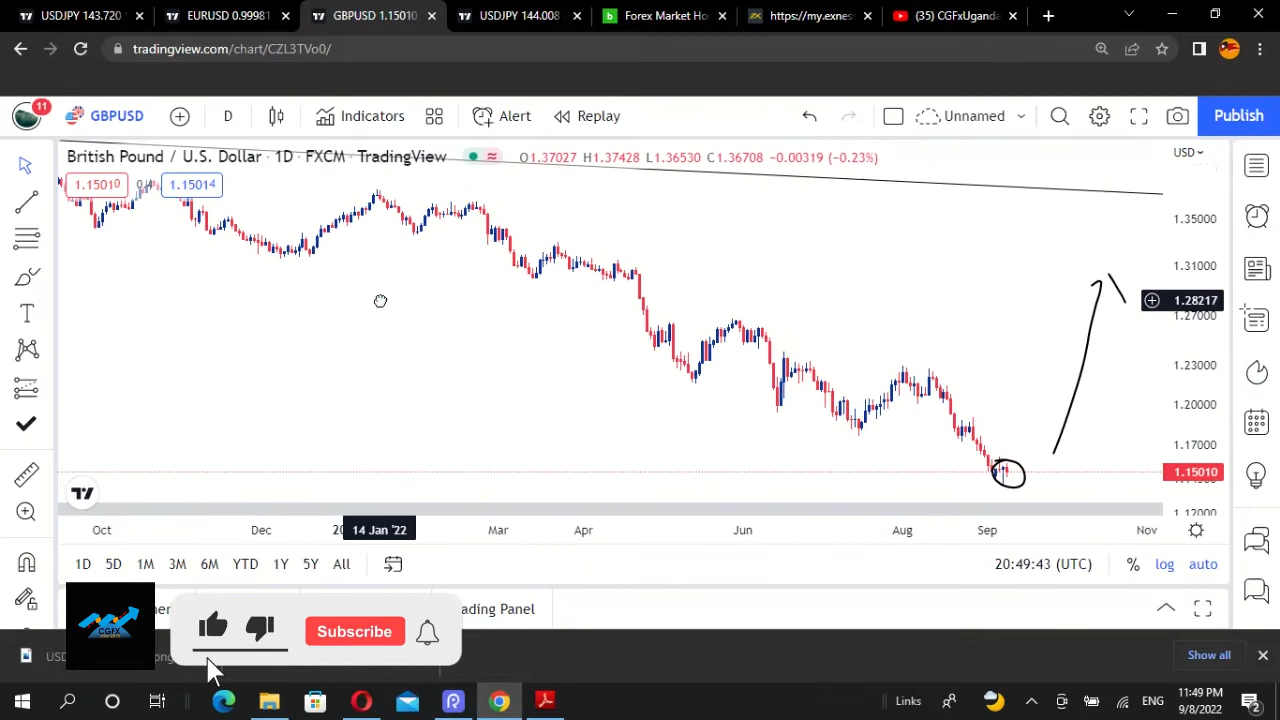 USDJPY 143.720
EURUSD 0.99981
GBPUSD 1.15010
USDJPY 144.008
Forex Market Ho
https://my.exnes
(35) CGFxUganda
tradingview.com/chart/CZL3TVo0/
11
GBPUSD
D
Indicators
Alert
Replay
Unnamed
Publish
British Pound / U.S. Dollar · 1D · FXCM · TradingView
O1.37027 H1.37428 L1.36530 C1.36708 -0.00319 (-0.23%)
USD
1.15010
0.4
1.15014
1.35000
1.31000
1.28217
1.27000
1.23000
1.20000
1.17000
1.15010
1.12000
Oct
Dec
14 Jan '22
Mar
Apr
Jun
Aug
Sep
Nov
1D 5D 1M 3M 6M YTD 1Y 5Y All
20:49:43 (UTC)
% log auto
ading Panel
CGFX
Subscribe
Show all
Links
ENG
11:49 PM
9/8/2022
2